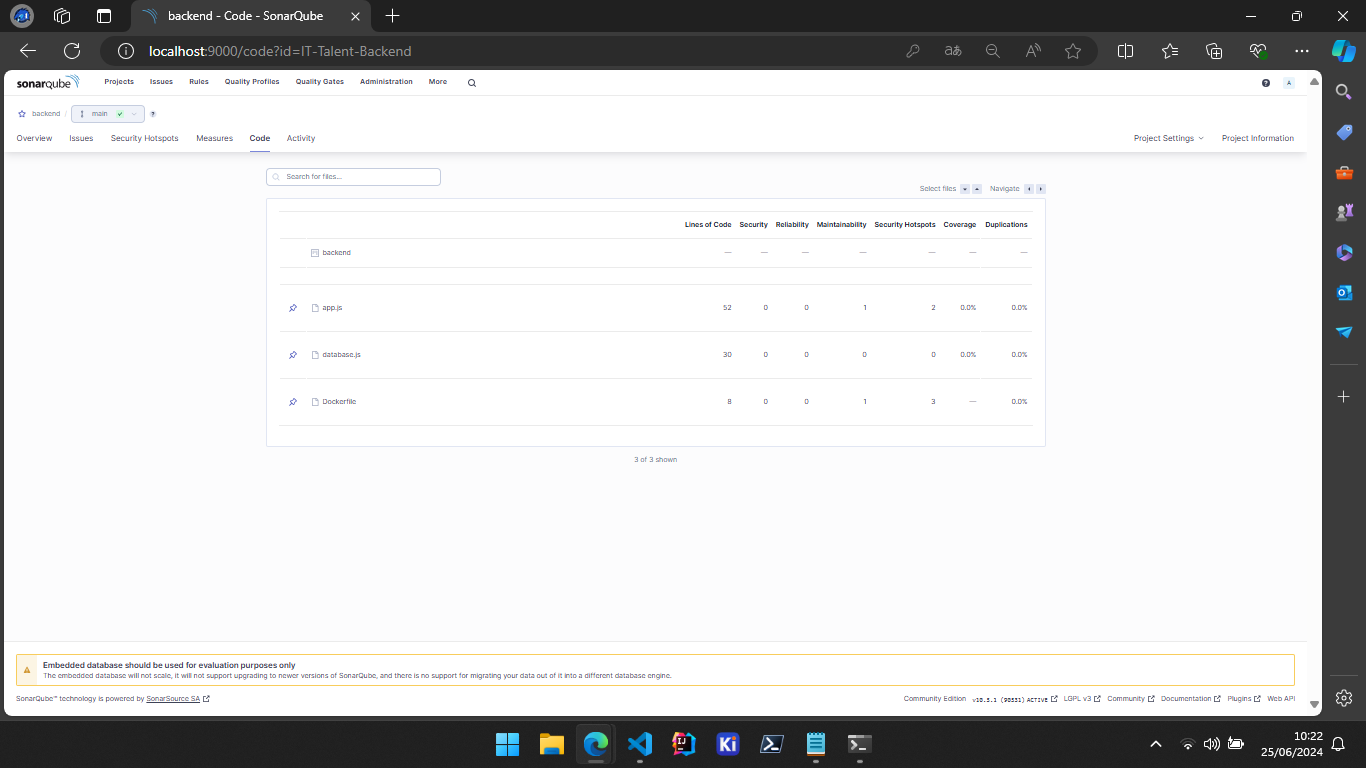 backend - Code - SonarQube
localhost:9000/code?id=IT-Talent-Backend
sonarqube Projects Issues Rules Quality Profiles Quality Gates Administration More A
backend / main
Overview Issues Security Hotspots Measures Code Activity Project Settings Project Information
Search for files...
Select files Navigate
Lines of Code Security Reliability Maintainability Security Hotspots Coverage Duplications
backend — — — — — — —
app.js 52 0 0 1 2 0.0% 0.0%
database.js 30 0 0 0 0 0.0% 0.0%
Dockerfile 8 0 0 1 3 — 0.0%
3 of 3 shown
Embedded database should be used for evaluation purposes only
The embedded database will not scale, it will not support upgrading to newer versions of SonarQube, and there is no support for migrating your data out of it into a different database engine.
SonarQube™ technology is powered by SonarSource SA Community Edition v10.5.1 (90531) ACTIVE LGPL v3 Community Documentation Plugins Web API
Ki
10:22
25/06/2024